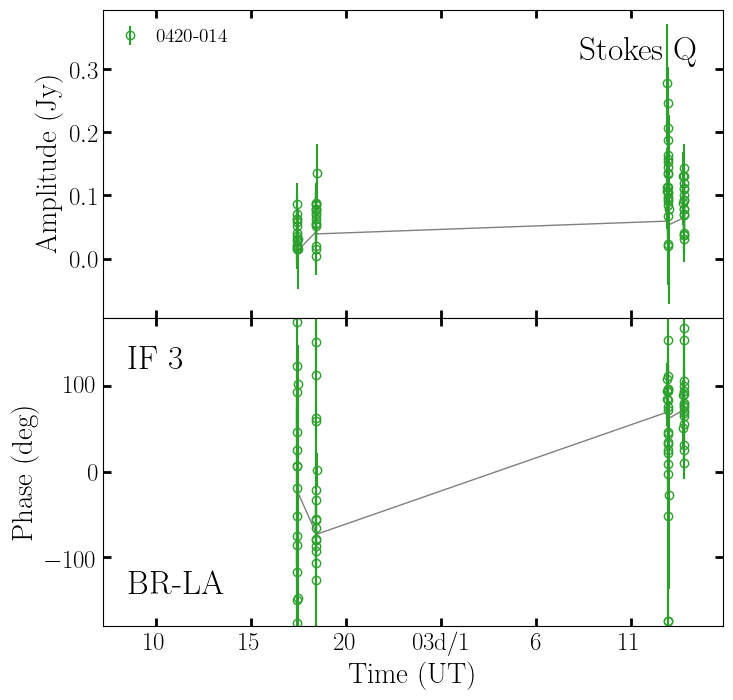 0420-014
Stokes Q
Amplitude (Jy)
0.3
0.2
0.1
0.0
IF 3
Phase (deg)
100
0
−100
BR-LA
10 15 20 03d/1 6 11
Time (UT)